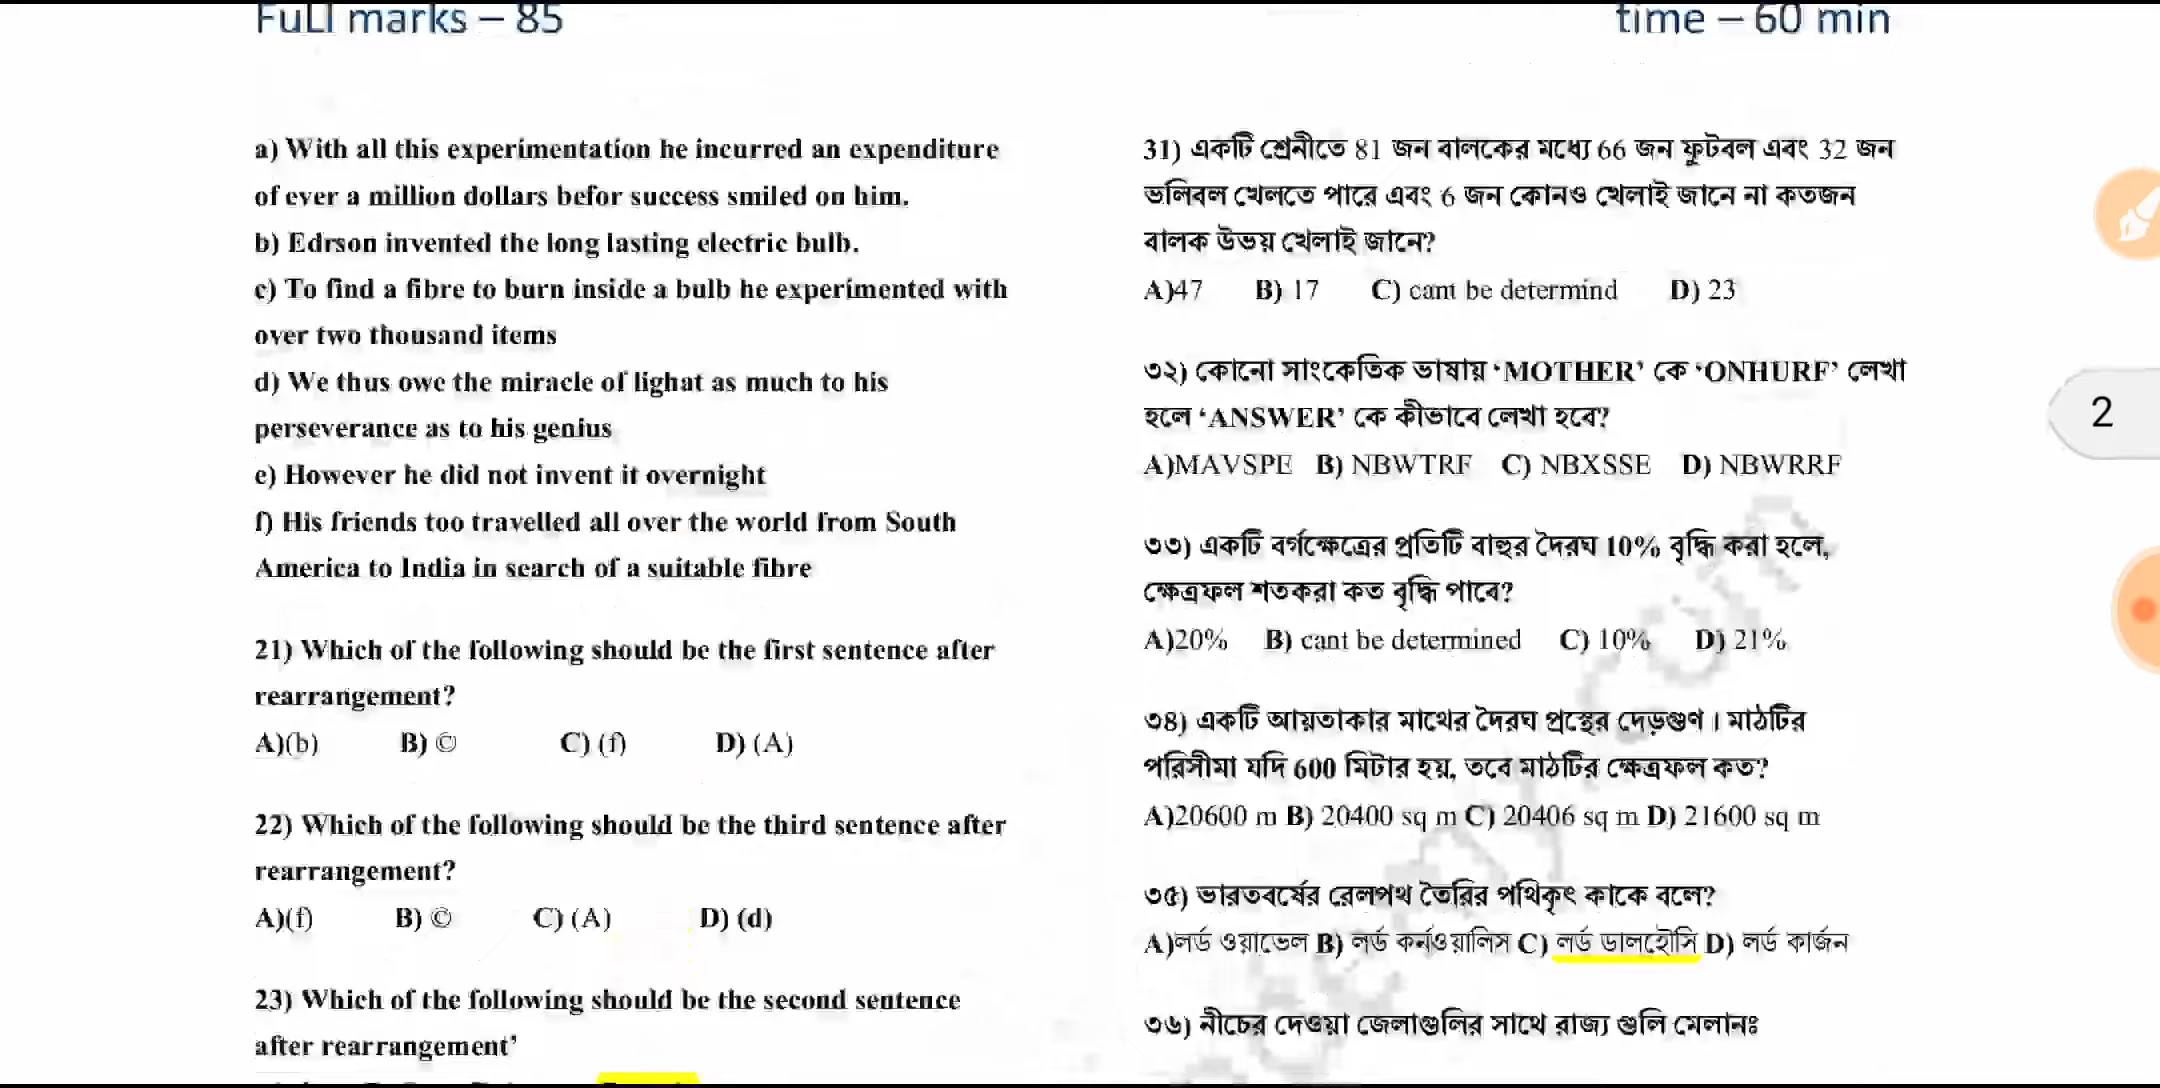 FuLl marks – 85
time – 60 min
a) With all this experimentation he incurred an expenditure
of ever a million dollars befor success smiled on him.
b) Edrson invented the long lasting electric bulb.
c) To find a fibre to burn inside a bulb he experimented with
over two thousand items
d) We thus owe the miracle of lighat as much to his
perseverance as to his genius
e) However he did not invent it overnight
f) His friends too travelled all over the world from South
America to India in search of a suitable fibre
21) Which of the following should be the first sentence after
rearrangement?
A)(b) B) © C) (f) D) (A)
22) Which of the following should be the third sentence after
rearrangement?
A)(f) B) © C) (A) D) (d)
23) Which of the following should be the second sentence
after rearrangement’
31) একটি শ্রেনীতে 81 জন বালকের মধ্যে 66 জন ফুটবল এবং 32 জন
ভলিবল খেলতে পারে এবং 6 জন কোনও খেলাই জানে না কতজন
বালক উভয় খেলাই জানে?
A)47 B) 17 C) cant be determind D) 23
৩২) কোনো সাংকেতিক ভাষায় ‘MOTHER’ কে ‘ONHURF’ লেখা
হলে ‘ANSWER’ কে কীভাবে লেখা হবে?
A)MAVSPE B) NBWTRF C) NBXSSE D) NBWRRF
৩৩) একটি বর্গক্ষেত্রের প্রতিটি বাহুর দৈরঘ 10% বৃদ্ধি করা হলে,
ক্ষেত্রফল শতকরা কত বৃদ্ধি পাবে?
A)20% B) cant be determined C) 10% D) 21%
৩৪) একটি আয়তাকার মাথের দৈরঘ প্রস্থের দেড়গুণ। মাঠটির
পরিসীমা যদি 600 মিটার হয়, তবে মাঠটির ক্ষেত্রফল কত?
A)20600 m B) 20400 sq m C) 20406 sq m D) 21600 sq m
৩৫) ভারতবর্ষের রেলপথ তৈরির পথিকৃৎ কাকে বলে?
A)লর্ড ওয়াভেল B) লর্ড কর্নওয়ালিস C) লর্ড ডালহৌসি D) লর্ড কার্জন
৩৬) নীচের দেওয়া জেলাগুলির সাথে রাজ্য গুলি মেলানঃ
2